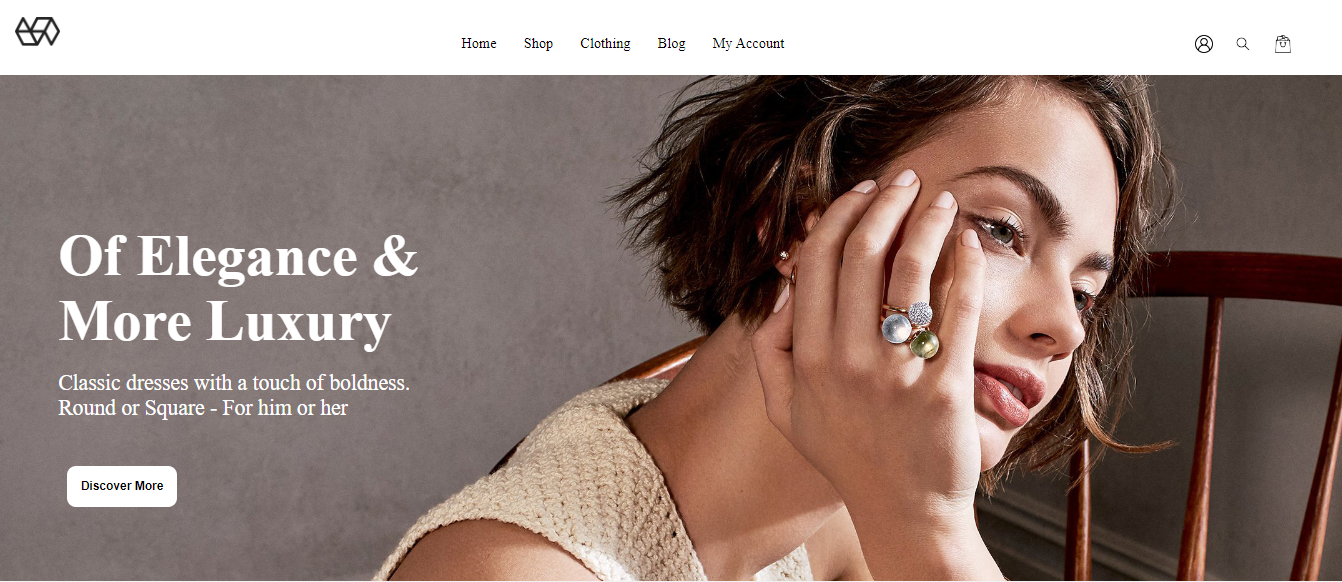 Home Shop Clothing Blog My Account
Of Elegance &
More Luxury
Classic dresses with a touch of boldness.
Round or Square - For him or her
Discover More